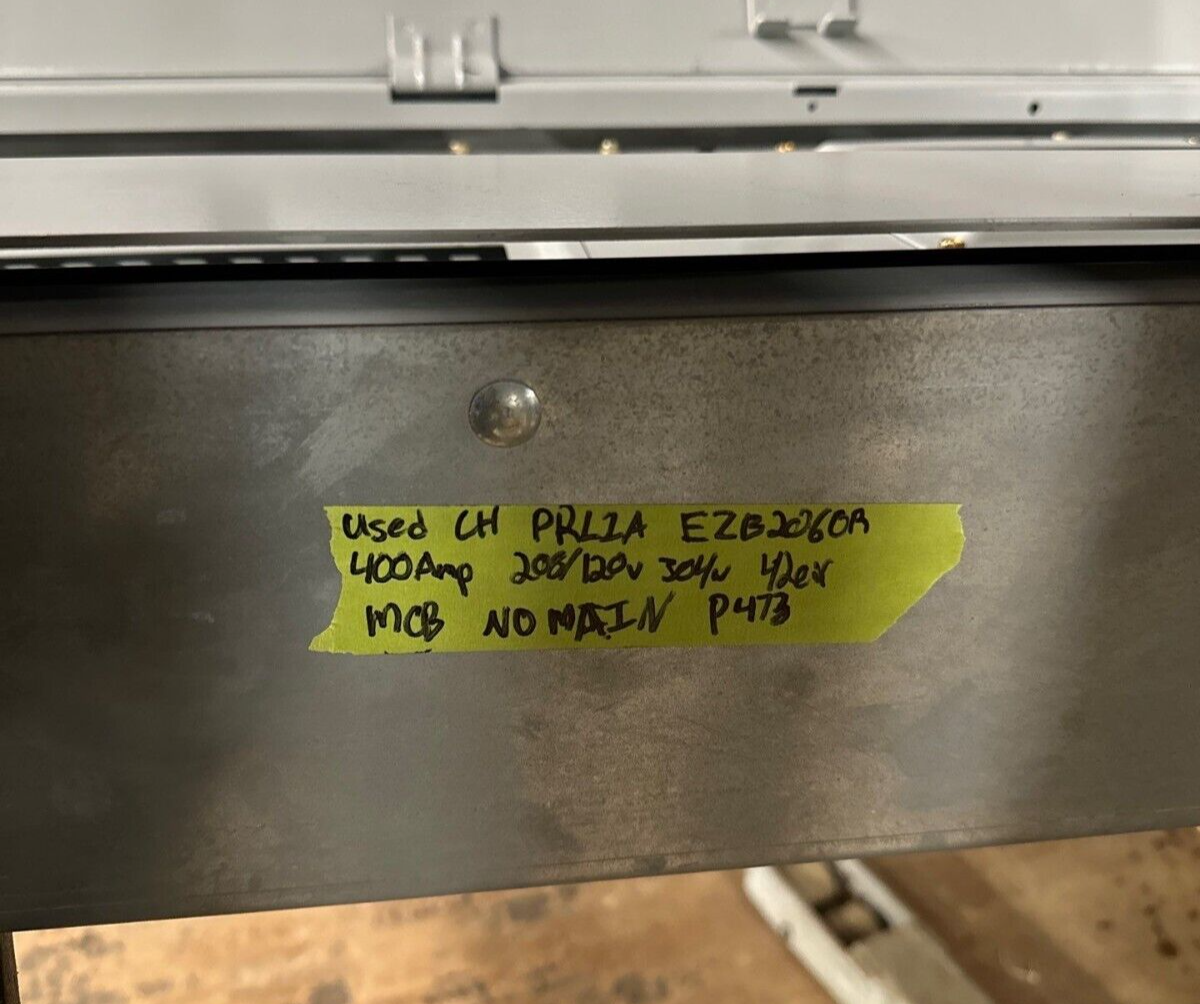 Used CH PRL1A EZB2060R
400Amp 208/120v 3Ø4w 42cir
MCB NO MAIN P4T3